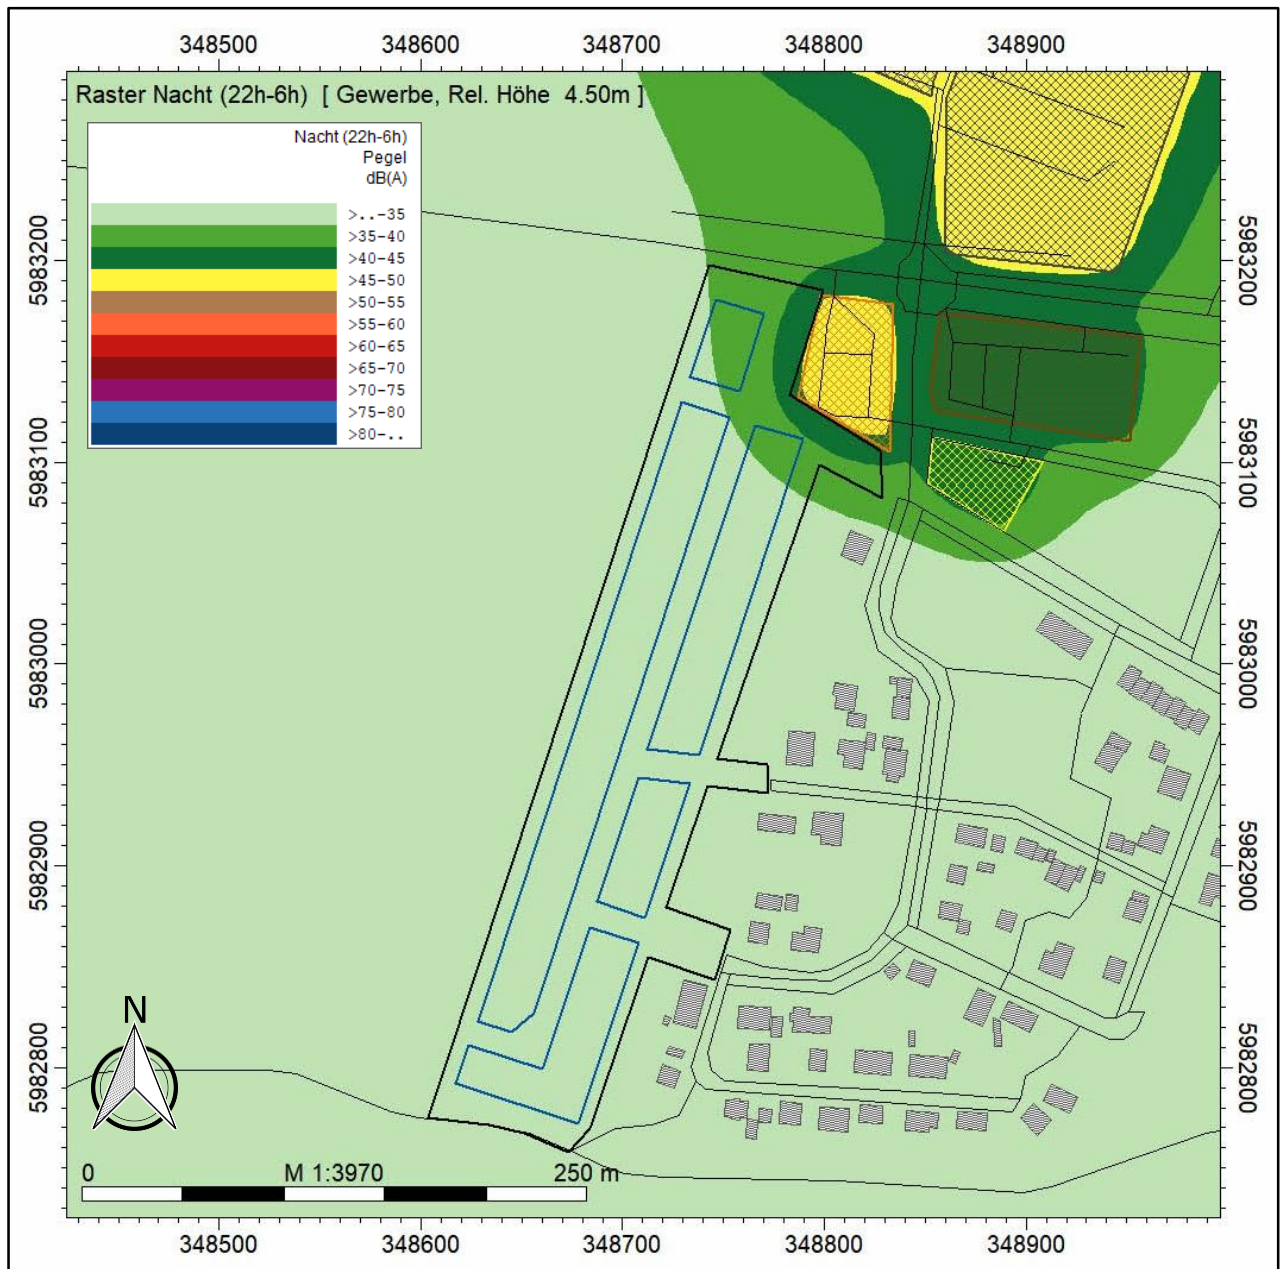 348500 348600 348700 348800 348900
Raster Nacht (22h-6h) [ Gewerbe, Rel. Höhe 4.50m ]
Nacht (22h-6h)
Pegel
dB(A)
>..-35
>35-40
>40-45
>45-50
>50-55
>55-60
>60-65
>65-70
>70-75
>75-80
>80-..
5983200 5983200
5983100 5983100
5983000 5983000
5982900 5982900
5982800 5982800
N
0 M 1:3970 250 m
348500 348600 348700 348800 348900